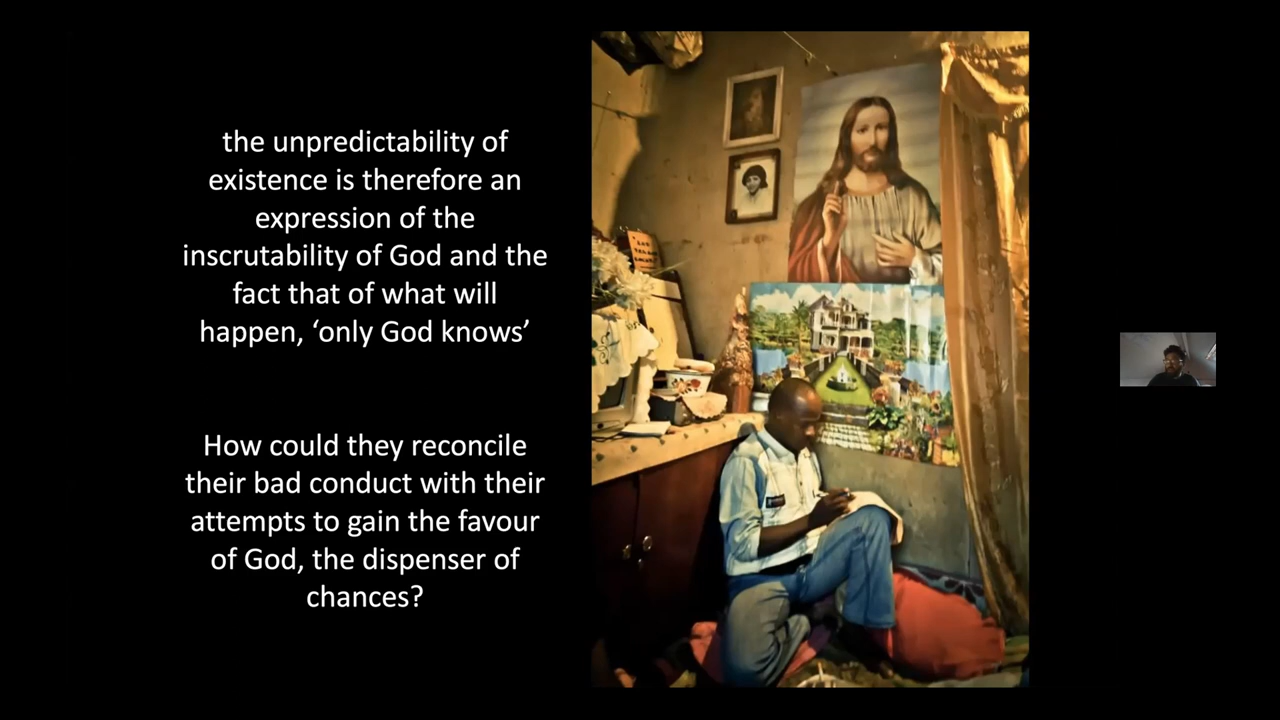 the unpredictability of
existence is therefore an
expression of the
inscrutability of God and the
fact that of what will
happen, ‘only God knows’
How could they reconcile
their bad conduct with their
attempts to gain the favour
of God, the dispenser of
chances?